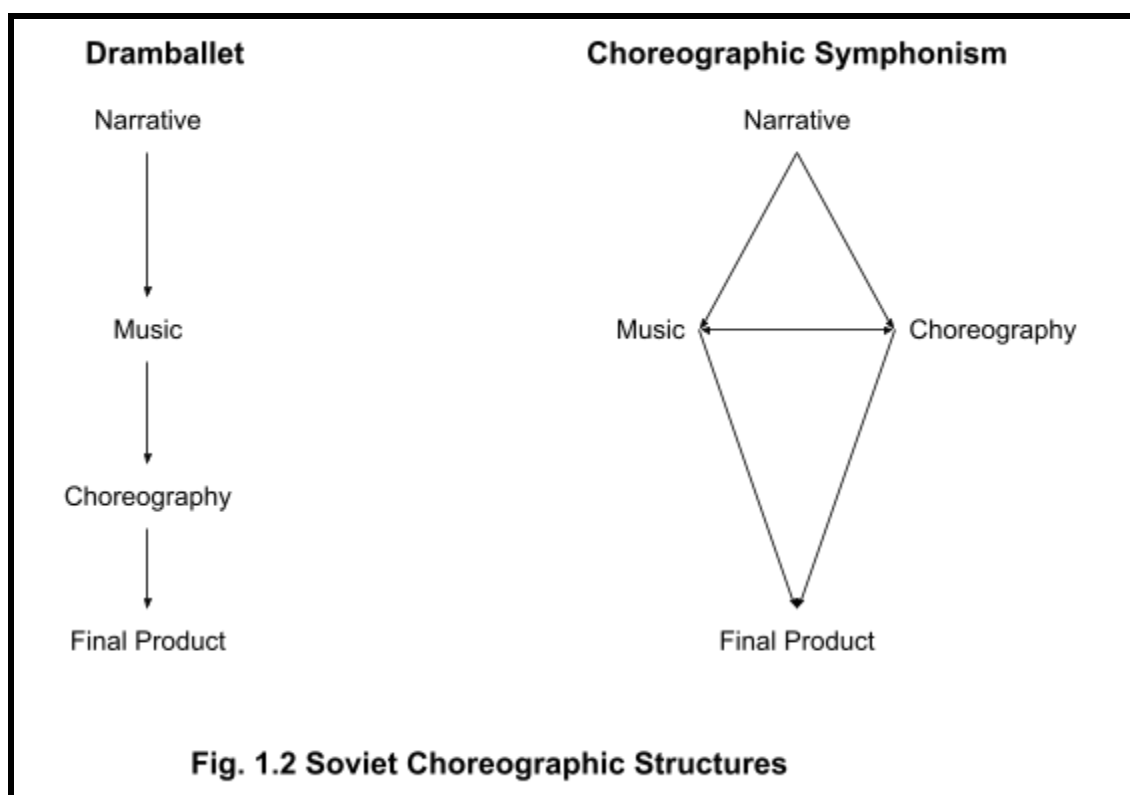 Dramballet
Narrative
Music
Choreography
Final Product
Choreographic Symphonism
Narrative
Music
Choreography
Final Product
Fig. 1.2 Soviet Choreographic Structures